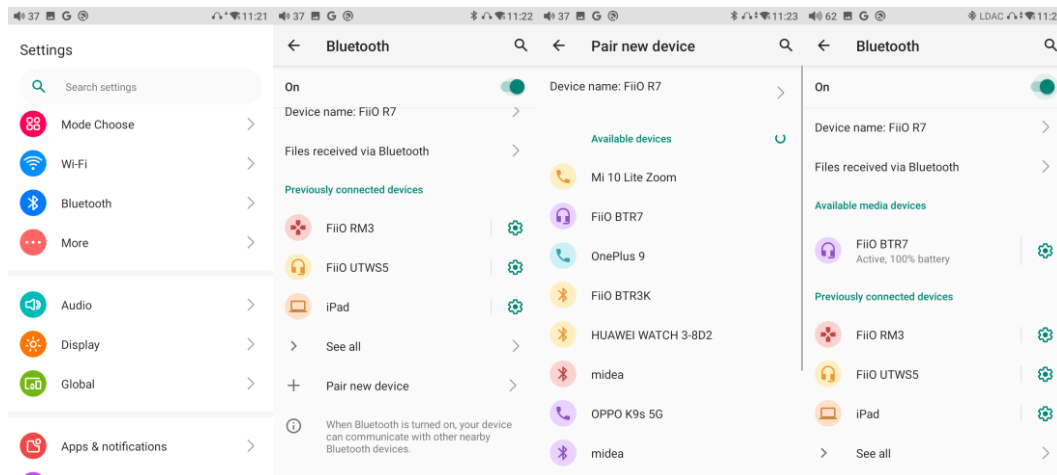 37 G 11:21
Settings
Search settings
Mode Choose
Wi-Fi
Bluetooth
More
Audio
Display
Global
Apps & notifications
37 G 11:22
Bluetooth
On
Device name: FiiO R7
Files received via Bluetooth
Previously connected devices
FiiO RM3
FiiO UTWS5
iPad
See all
Pair new device
When Bluetooth is turned on, your device
can communicate with other nearby
Bluetooth devices.
37 G 11:23
Pair new device
Device name: FiiO R7
Available devices
Mi 10 Lite Zoom
FiiO BTR7
OnePlus 9
FiiO BTR3K
HUAWEI WATCH 3-8D2
midea
OPPO K9s 5G
midea
62 G LDAC 11:2
Bluetooth
On
Device name: FiiO R7
Files received via Bluetooth
Available media devices
FiiO BTR7
Active, 100% battery
Previously connected devices
FiiO RM3
FiiO UTWS5
iPad
See all